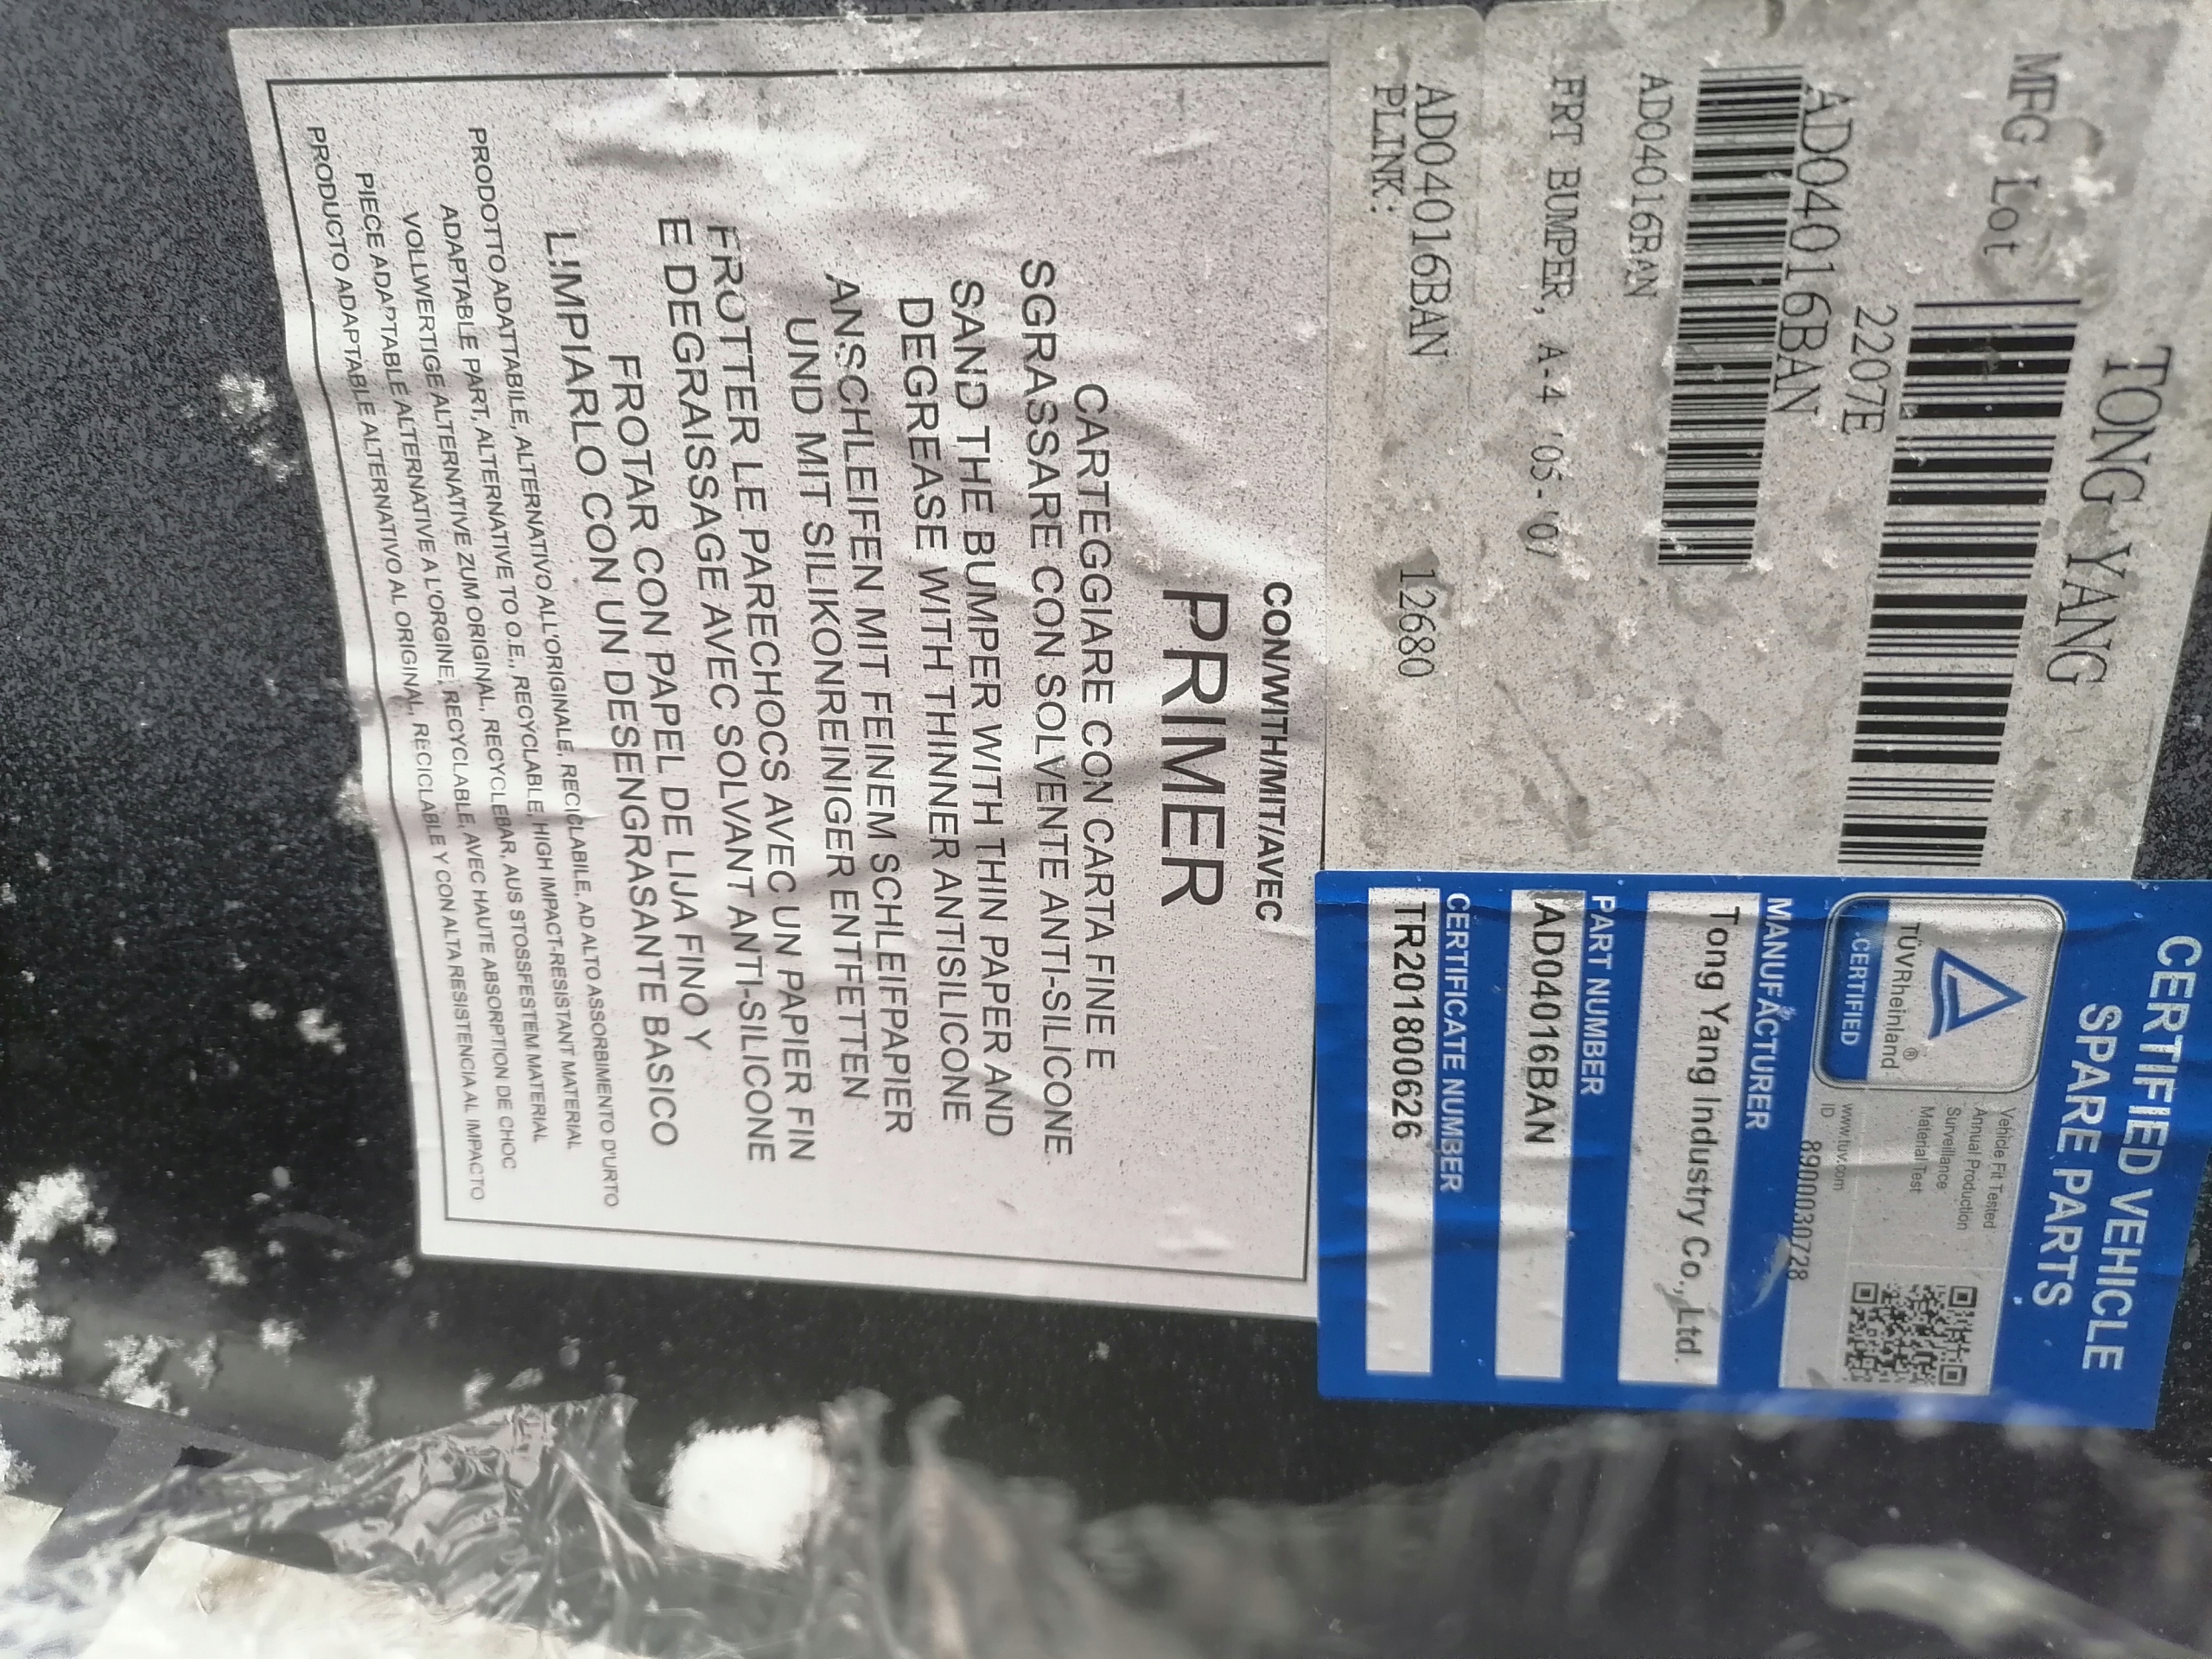 TONG YANG
MFG Lot
2207E
AD04016BAN
AD04016BAN
FRT BUMPER, A-4 '05-'07
AD04016BAN 12680
PLINK:
CERTIFIED VEHICLE
SPARE PARTS
TÜVRheinland®
CERTIFIED
Vehicle Fit Tested
Annual Production
Surveillance
Material Test
www.tuv.com
ID 8900030728
MANUFACTURER
Tong Yang Industry Co., Ltd.
PART NUMBER
AD04016BAN
CERTIFICATE NUMBER
TR201800626
CON/WITH/MIT/AVEC
PRIMER
CARTEGGIARE CON CARTA FINE E
SGRASSARE CON SOLVENTE ANTI-SILICONE
SAND THE BUMPER WITH THIN PAPER AND
DEGREASE WITH THINNER ANTISILICONE
ANSCHLEIFEN MIT FEINEM SCHLEIFPAPIER
UND MIT SILIKONREINIGER ENTFETTEN
FROTTER LE PARECHOCS AVEC UN PAPIER FIN
E DEGRAISSAGE AVEC SOLVANT ANTI-SILICONE
FROTAR CON PAPEL DE LIJA FINO Y
LIMPIARLO CON UN DESENGRASANTE BASICO
PRODOTTO ADATTABILE, ALTERNATIVO ALL'ORIGINALE, RECICLABILE, AD ALTO ASSORBIMENTO D'URTO
ADAPTABLE PART, ALTERNATIVE TO O.E., RECYCLABLE, HIGH IMPACT-RESISTANT MATERIAL
VOLLWERTIGE ALTERNATIVE ZUM ORIGINAL, RECYCLEBAR, AUS STOSSFESTEM MATERIAL
PIECE ADAPTABLE ALTERNATIVE A L'ORGINE, RECYCLABLE, AVEC HAUTE ABSORPTION DE CHOC
PRODUCTO ADAPTABLE ALTERNATIVO AL ORIGINAL, RECICLABLE Y CON ALTA RESISTENCIA AL IMPACTO